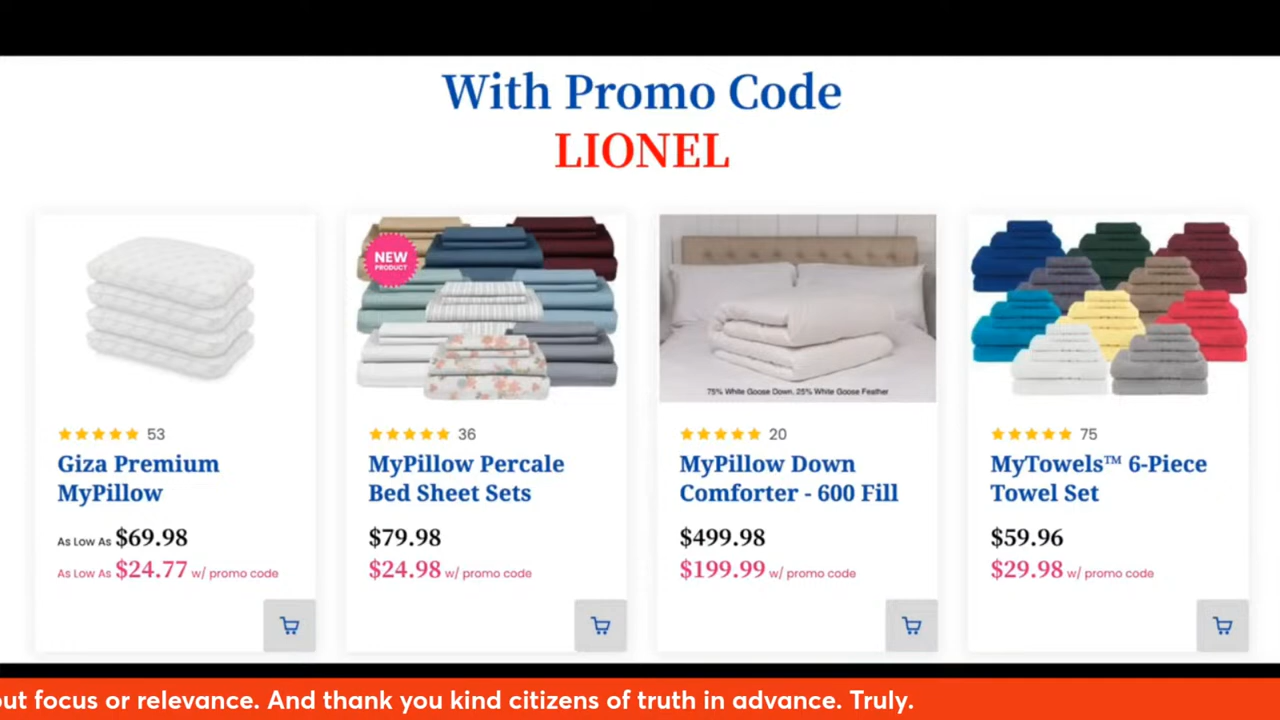 With Promo Code
LIONEL
NEW
PRODUCT
75% White Goose Down, 25% White Goose Feather
53
Giza Premium
MyPillow
As Low As $69.98
As Low As $24.77 w/ promo code
36
MyPillow Percale
Bed Sheet Sets
$79.98
$24.98 w/ promo code
20
MyPillow Down
Comforter - 600 Fill
$499.98
$199.99 w/ promo code
75
MyTowels™ 6-Piece
Towel Set
$59.96
$29.98 w/ promo code
out focus or relevance. And thank you kind citizens of truth in advance. Truly.